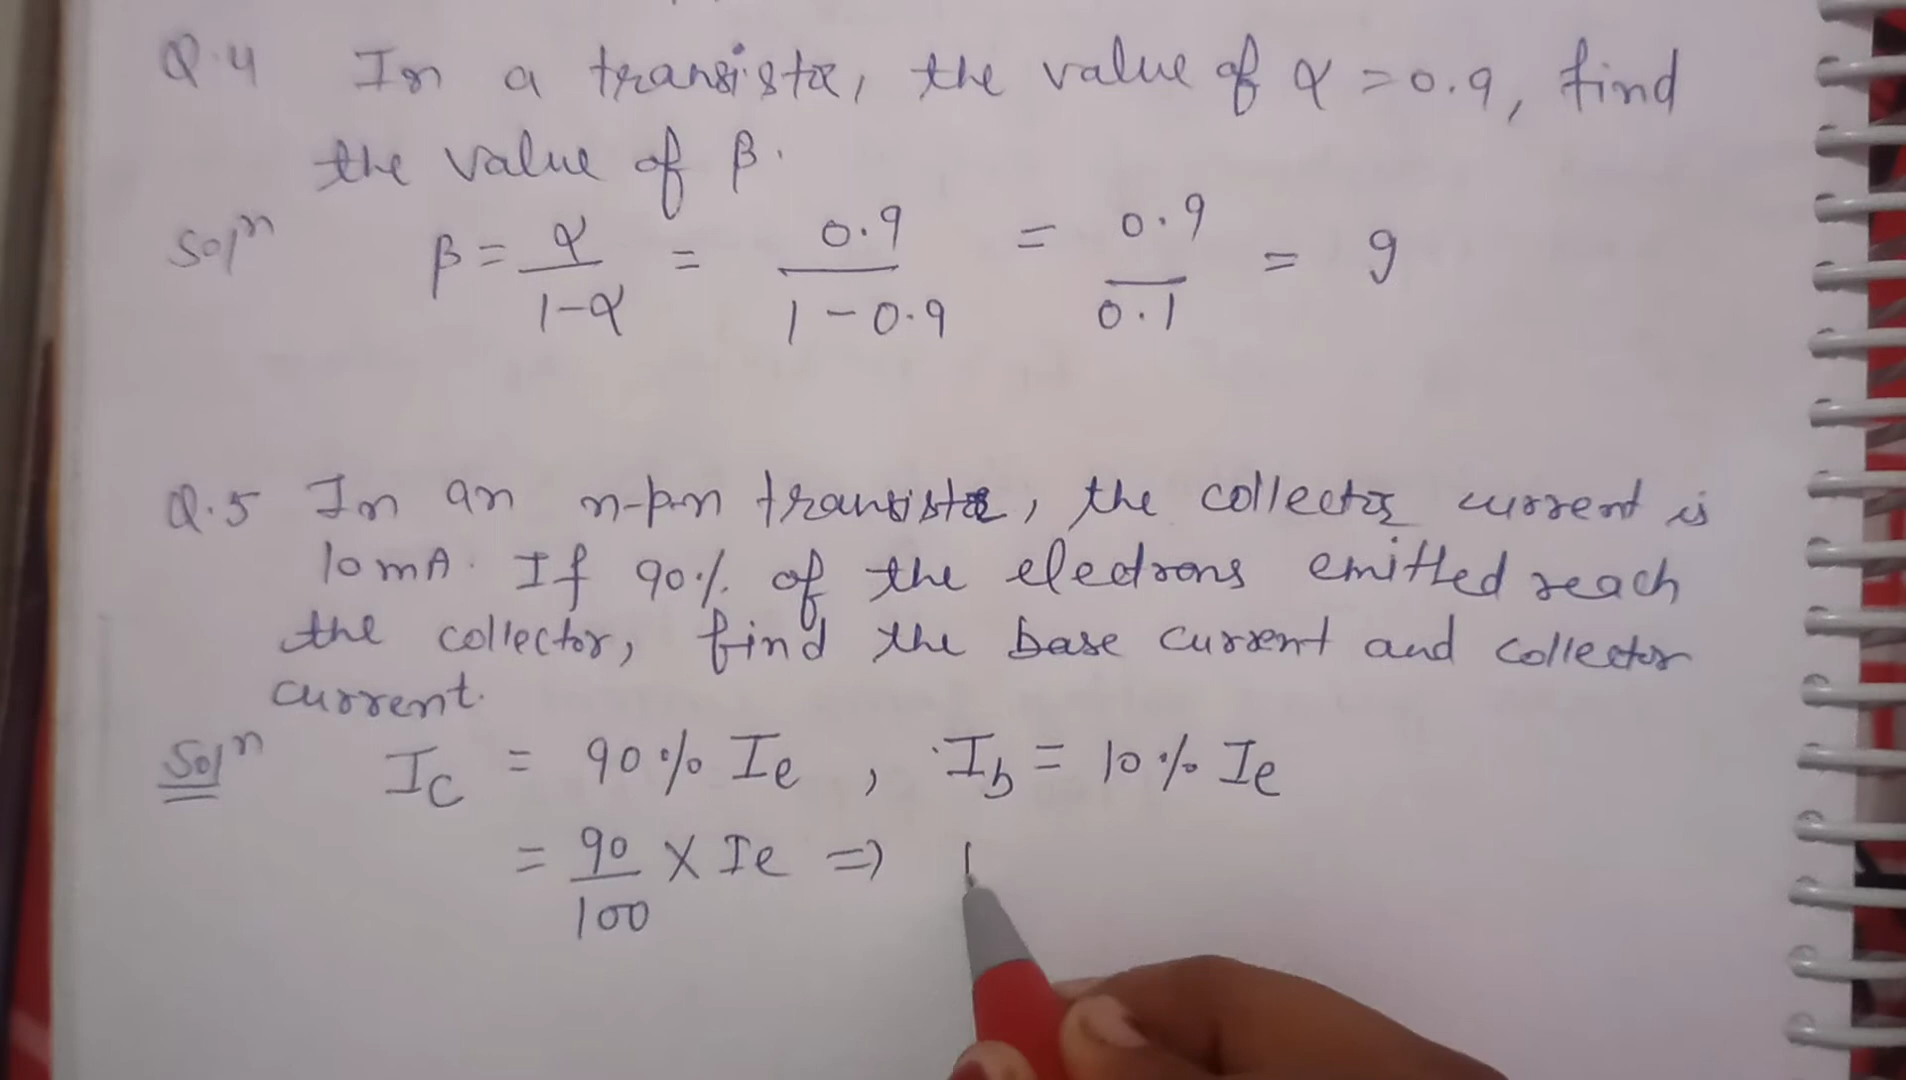 Q.4 In a transistor, the value of α = 0.9, find
the value of β.
Solⁿ β = α/(1-α) = 0.9/(1-0.9) = 0.9/0.1 = 9
Q.5 In an n-p-n transistor, the collector current is
10mA. If 90% of the electrons emitted reach
the collector, find the base current and collector
current.
Solⁿ Ic = 90% Ie, Ib = 10% Ie
= 90/100 × Ie ⇒